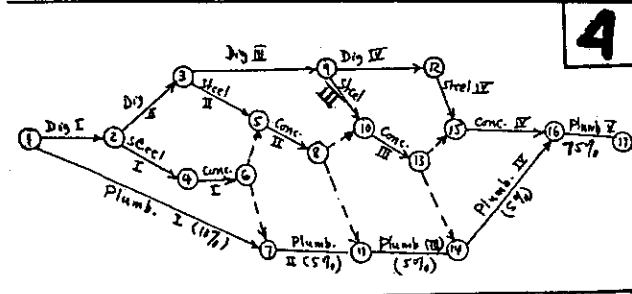 4
Dig III
Dig IV
3
9
12
Steel
II
Steel
III
Steel IV
Dig
II
5
Conc.
II
10
Conc.
III
15
Conc. IV
16
Plumb V
17
75%
1
Dig I
2
Steel
I
8
13
4
Conc.
I
6
Plumb. IV
(5%)
Plumb. I (10%)
7
Plumb.
II (5%)
11
Plumb (III)
(5%)
14